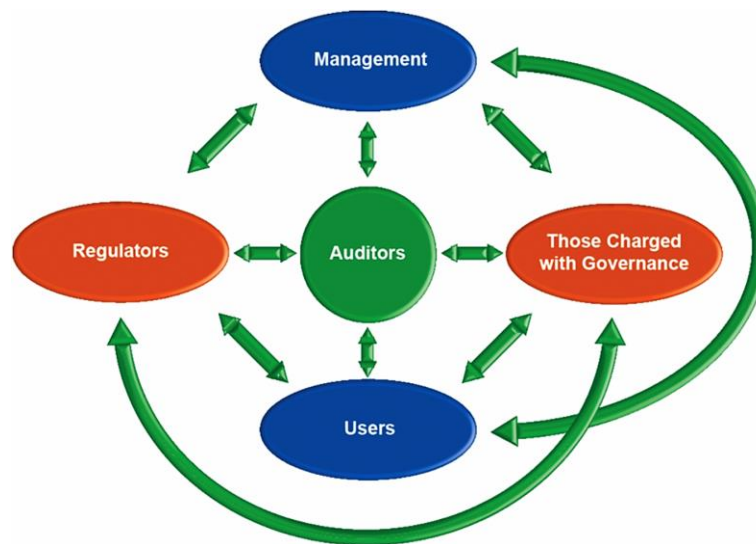 Management
Regulators
Auditors
Those Charged
with Governance
Users